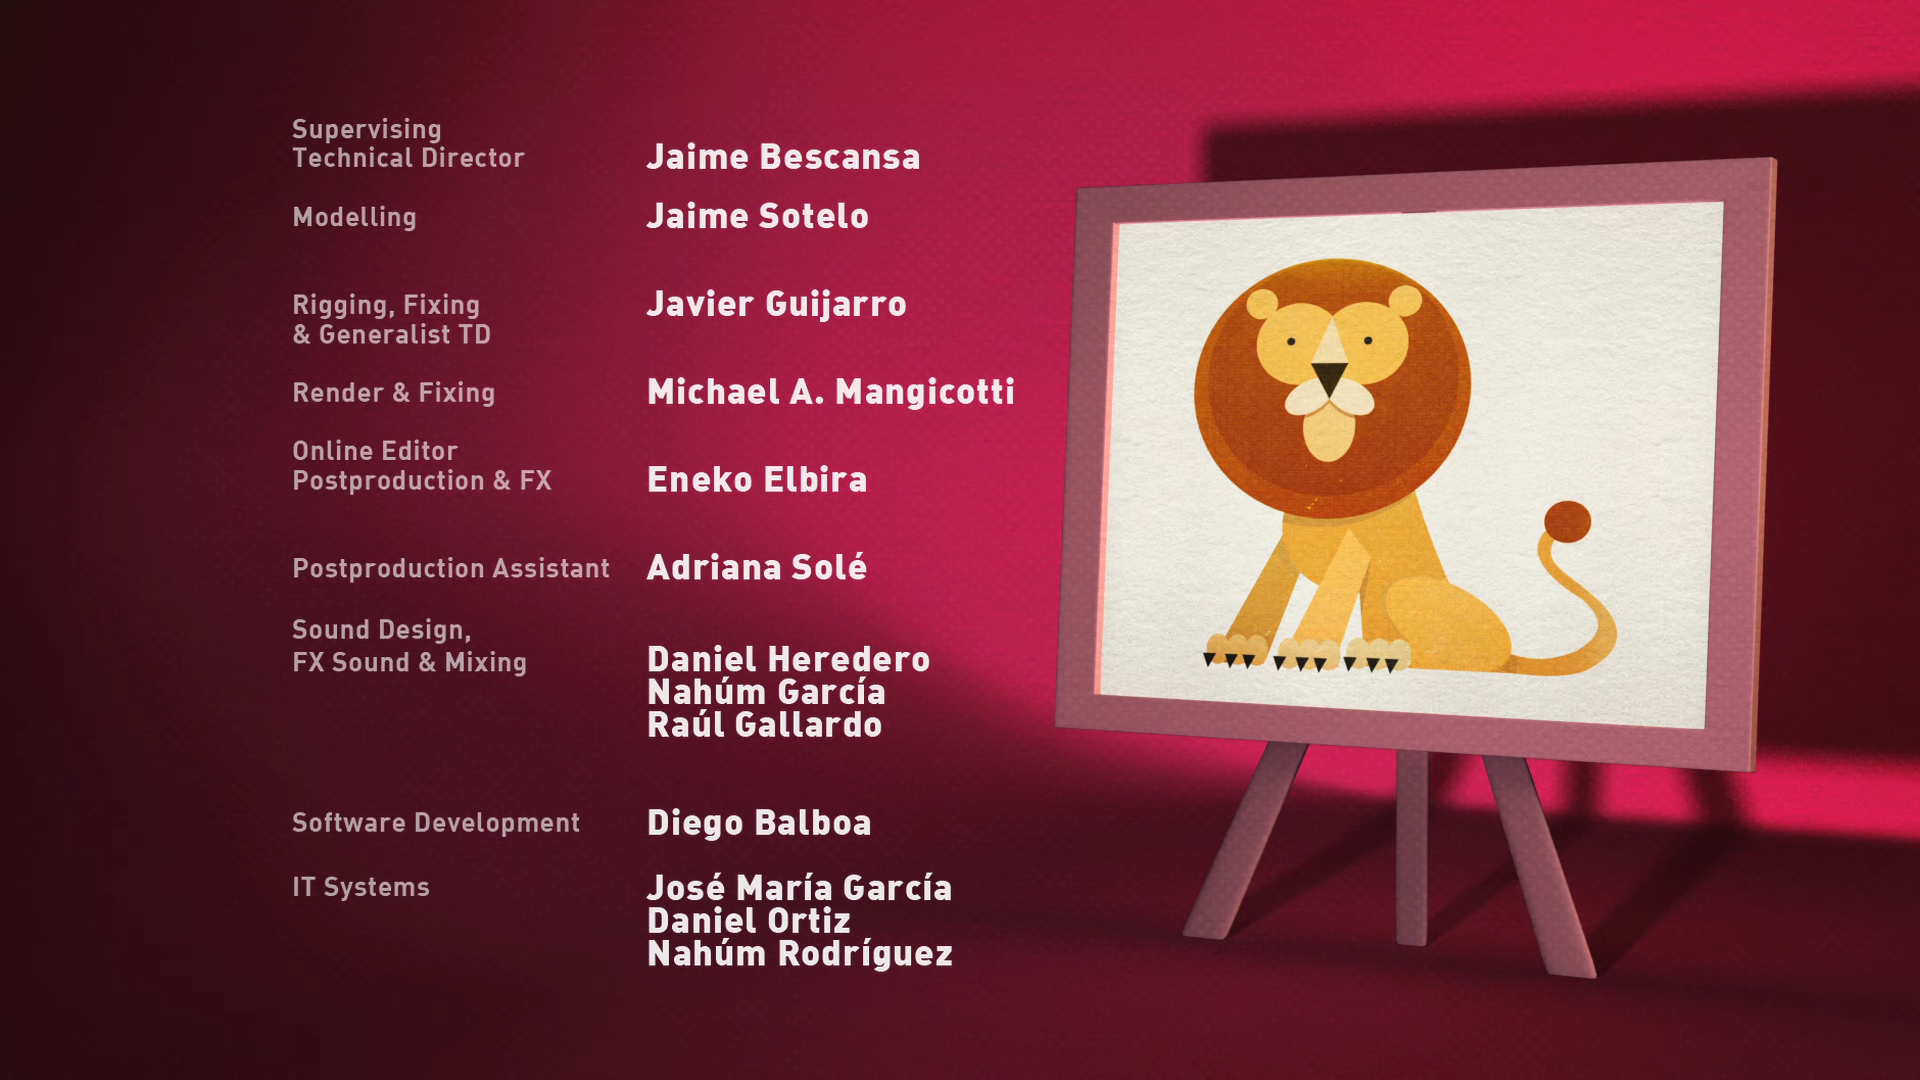 Supervising
Technical Director
Jaime Bescansa
Modelling
Jaime Sotelo
Rigging, Fixing
& Generalist TD
Javier Guijarro
Render & Fixing
Michael A. Mangicotti
Online Editor
Postproduction & FX
Eneko Elbira
Postproduction Assistant
Adriana Solé
Sound Design,
FX Sound & Mixing
Daniel Heredero
Nahúm García
Raúl Gallardo
Software Development
Diego Balboa
IT Systems
José María García
Daniel Ortiz
Nahúm Rodríguez